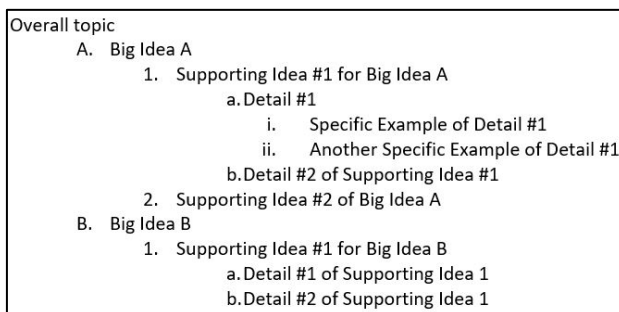 Overall topic
A. Big Idea A
1. Supporting Idea #1 for Big Idea A
a. Detail #1
i. Specific Example of Detail #1
ii. Another Specific Example of Detail #1
b. Detail #2 of Supporting Idea #1
2. Supporting Idea #2 of Big Idea A
B. Big Idea B
1. Supporting Idea #1 for Big Idea B
a. Detail #1 of Supporting Idea 1
b. Detail #2 of Supporting Idea 1